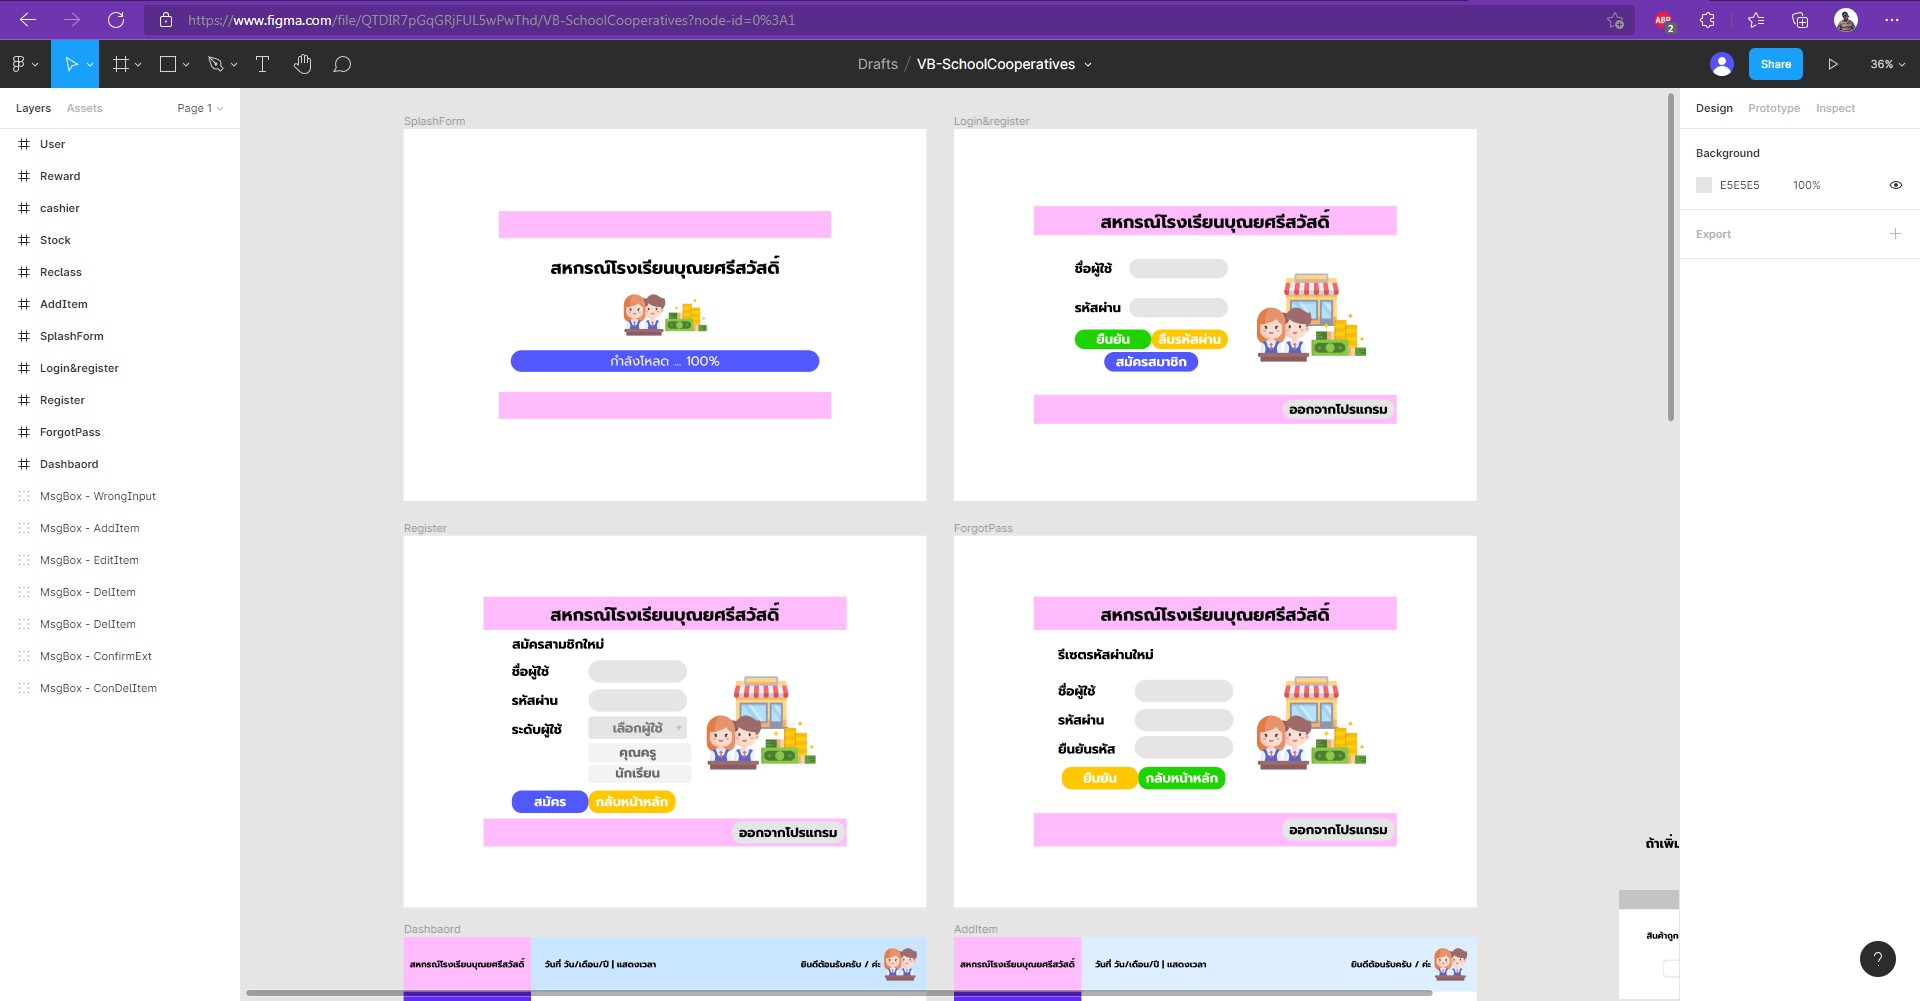 https://www.figma.com/file/QTDIR7pGqGRjFUL5wPwThd/VB-SchoolCooperatives?node-id=0%3A1
ABP
2
Drafts / VB-SchoolCooperatives
Share
36%
Layers
Assets
Page 1
Design
Prototype
Inspect
User
Reward
cashier
Stock
Reclass
AddItem
SplashForm
Login&register
Register
ForgotPass
Dashbaord
MsgBox - WrongInput
MsgBox - AddItem
MsgBox - EditItem
MsgBox - DelItem
MsgBox - DelItem
MsgBox - ConfirmExt
MsgBox - ConDelItem
SplashForm
สหกรณ์โรงเรียนบุณยศรีสวัสดิ์
กำลังโหลด ... 100%
Login&register
สหกรณ์โรงเรียนบุณยศรีสวัสดิ์
ชื่อผู้ใช้
รหัสผ่าน
ยืนยัน
ลืมรหัสผ่าน
สมัครสมาชิก
ออกจากโปรแกรม
Register
สหกรณ์โรงเรียนบุณยศรีสวัสดิ์
สมัครสามชิกใหม่
ชื่อผู้ใช้
รหัสผ่าน
ระดับผู้ใช้
เลือกผู้ใช้
คุณครู
นักเรียน
สมัคร
กลับหน้าหลัก
ออกจากโปรแกรม
ForgotPass
สหกรณ์โรงเรียนบุณยศรีสวัสดิ์
รีเซตรหัสผ่านใหม่
ชื่อผู้ใช้
รหัสผ่าน
ยืนยันรหัส
ยืนยัน
กลับหน้าหลัก
ออกจากโปรแกรม
Dashbaord
สหกรณ์โรงเรียนบุณยศรีสวัสดิ์
วันที่ วัน/เดือน/ปี | แสดงเวลา
ยินดีต้อนรับครับ / ค่ะ
AddItem
สหกรณ์โรงเรียนบุณยศรีสวัสดิ์
วันที่ วัน/เดือน/ปี | แสดงเวลา
ยินดีต้อนรับครับ / ค่ะ
ถ้าเพิ่ม
สินค้าถูก
Background
E5E5E5
100%
Export
?